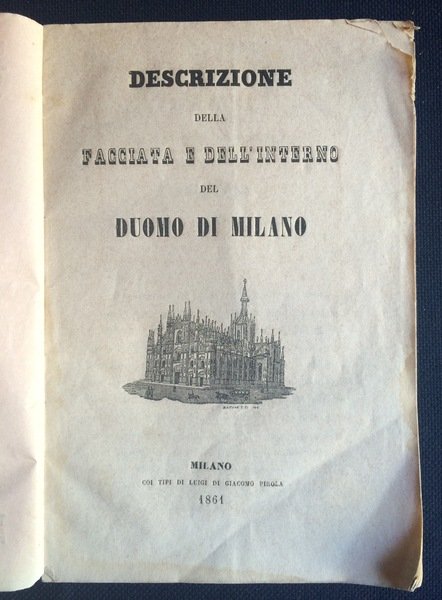 DESCRIZIONE
DELLA
FACCIATA E DELL'INTERNO
DEL
DUOMO DI MILANO
MILANO
COI TIPI DI LUIGI DI GIACOMO PIROLA
1861